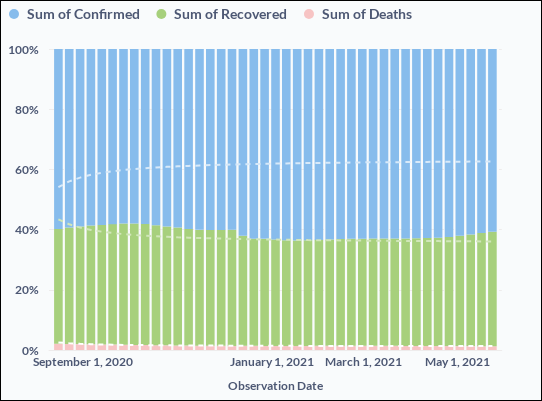 Sum of Confirmed Sum of Recovered Sum of Deaths
100%
80%
60%
40%
20%
0%
September 1, 2020 January 1, 2021 March 1, 2021 May 1, 2021
Observation Date